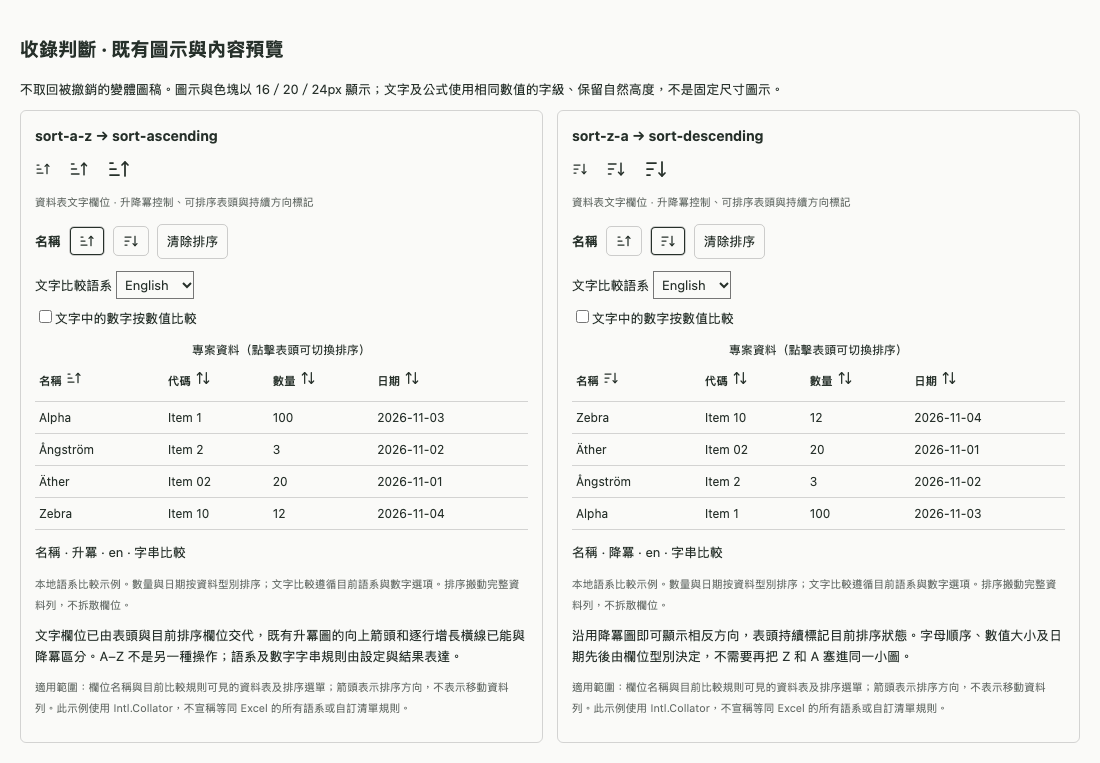 收錄判斷 · 既有圖示與內容預覽
不取回被撤銷的變體圖稿。圖示與色塊以 16 / 20 / 24px 顯示；文字及公式使用相同數值的字級、保留自然高度，不是固定尺寸圖示。
sort-a-z → sort-ascending
資料表文字欄位 · 升降冪控制、可排序表頭與持續方向標記
名稱 清除排序
文字比較語系 English
文字中的數字按數值比較
專案資料（點擊表頭可切換排序）
名稱 代碼 數量 日期
Alpha Item 1 100 2026-11-03
Ångström Item 2 3 2026-11-02
Äther Item 02 20 2026-11-01
Zebra Item 10 12 2026-11-04
名稱 · 升冪 · en · 字串比較
本地語系比較示例。數量與日期按資料型別排序；文字比較遵循目前語系與數字選項。排序搬動完整資
料列，不拆散欄位。
文字欄位已由表頭與目前排序欄位交代，既有升冪圖的向上箭頭和逐行增長橫線已能與
降冪區分。A–Z 不是另一種操作；語系及數字字串規則由設定與結果表達。
適用範圍：欄位名稱與目前比較規則可見的資料表及排序選單；箭頭表示排序方向，不表示移動資料
列。此示例使用 Intl.Collator，不宣稱等同 Excel 的所有語系或自訂清單規則。
sort-z-a → sort-descending
資料表文字欄位 · 升降冪控制、可排序表頭與持續方向標記
名稱 清除排序
文字比較語系 English
文字中的數字按數值比較
專案資料（點擊表頭可切換排序）
名稱 代碼 數量 日期
Zebra Item 10 12 2026-11-04
Äther Item 02 20 2026-11-01
Ångström Item 2 3 2026-11-02
Alpha Item 1 100 2026-11-03
名稱 · 降冪 · en · 字串比較
本地語系比較示例。數量與日期按資料型別排序；文字比較遵循目前語系與數字選項。排序搬動完整資
料列，不拆散欄位。
沿用降冪圖即可顯示相反方向，表頭持續標記目前排序狀態。字母順序、數值大小及日
期先後由欄位型別決定，不需要再把 Z 和 A 塞進同一小圖。
適用範圍：欄位名稱與目前比較規則可見的資料表及排序選單；箭頭表示排序方向，不表示移動資料
列。此示例使用 Intl.Collator，不宣稱等同 Excel 的所有語系或自訂清單規則。